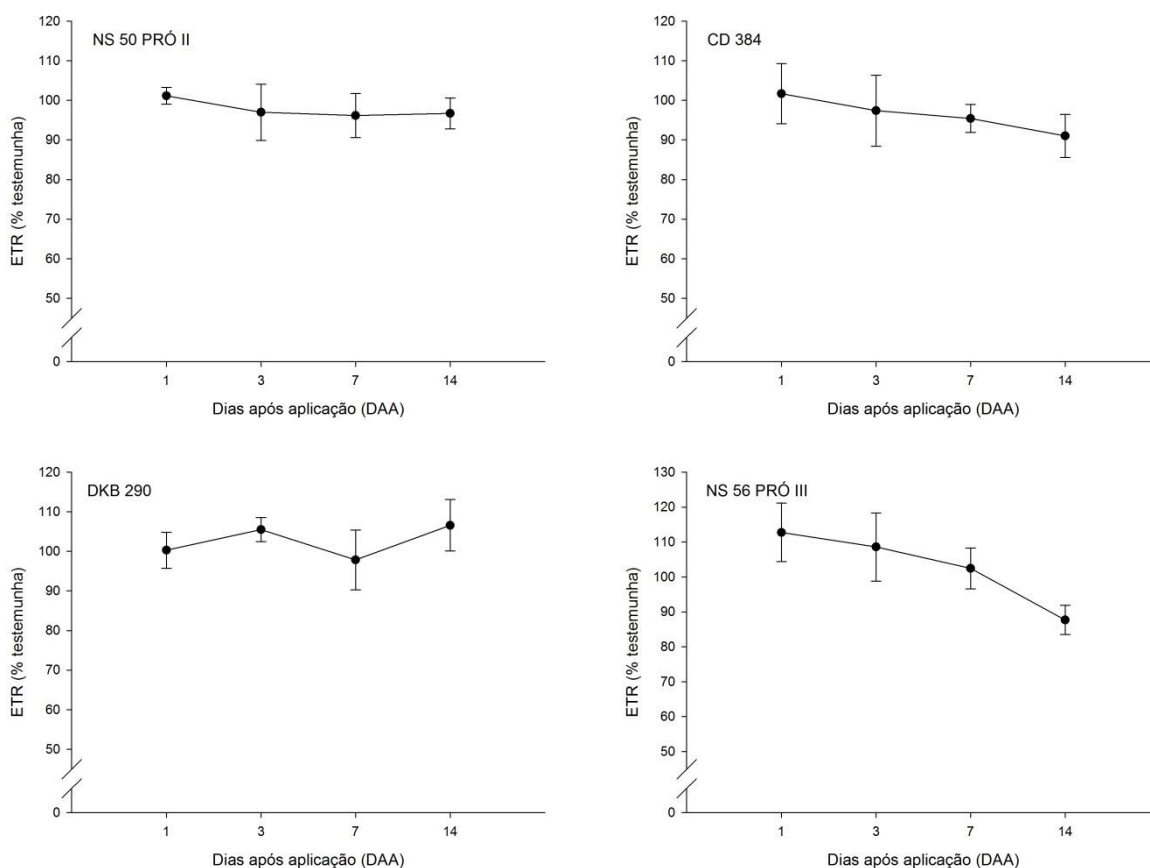 NS 50 PRÓ II
120
110
100
90
80
70
60
50
0
ETR (% testemunha)
1 3 7 14
Dias após aplicação (DAA)
CD 384
120
110
100
90
80
70
60
50
0
ETR (% testemunha)
1 3 7 14
Dias após aplicação (DAA)
DKB 290
120
110
100
90
80
70
60
50
0
ETR (% testemunha)
1 3 7 14
Dias após aplicação (DAA)
NS 56 PRÓ III
130
120
110
100
90
80
70
60
50
0
ETR (% testemunha)
1 3 7 14
Dias após aplicação (DAA)